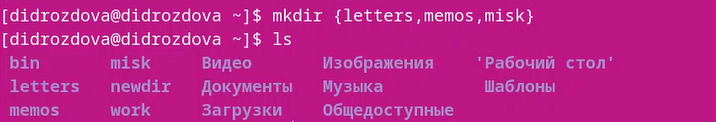 [didrozdova@didrozdova ~]$ mkdir {letters,memos,misk}
[didrozdova@didrozdova ~]$ ls
bin misk Видео Изображения 'Рабочий стол'
letters newdir Документы Музыка Шаблоны
memos work Загрузки Общедоступные